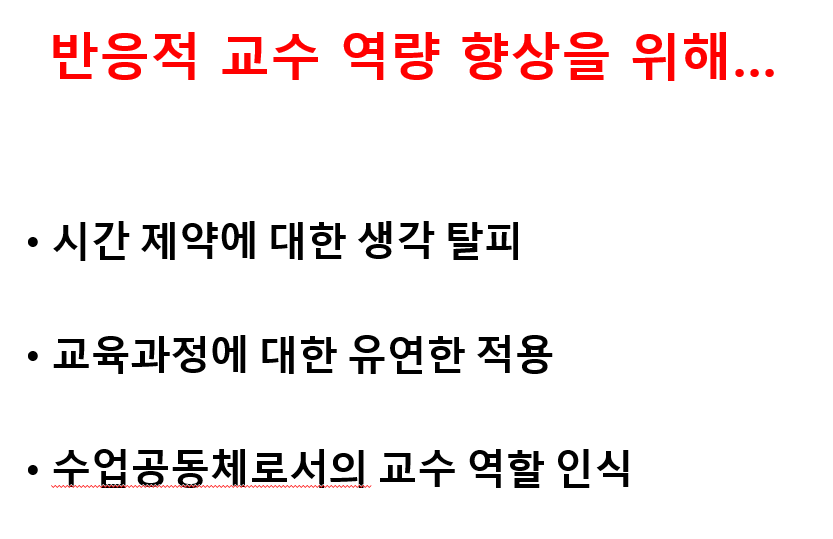 반응적 교수 역량 향상을 위해...
• 시간 제약에 대한 생각 탈피
• 교육과정에 대한 유연한 적용
• 수업공동체로서의 교수 역할 인식